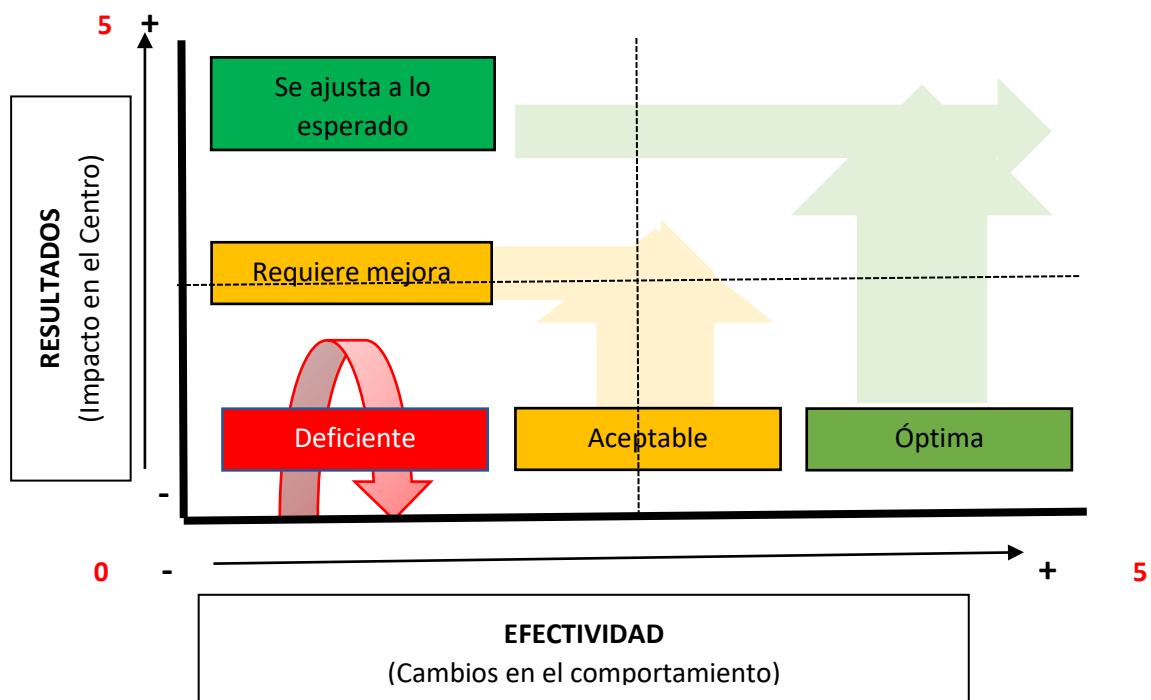 5 +
Se ajusta a lo
esperado
RESULTADOS
(Impacto en el Centro)
Requiere mejora
Deficiente
Aceptable
Óptima
-
0 - + 5
EFECTIVIDAD
(Cambios en el comportamiento)